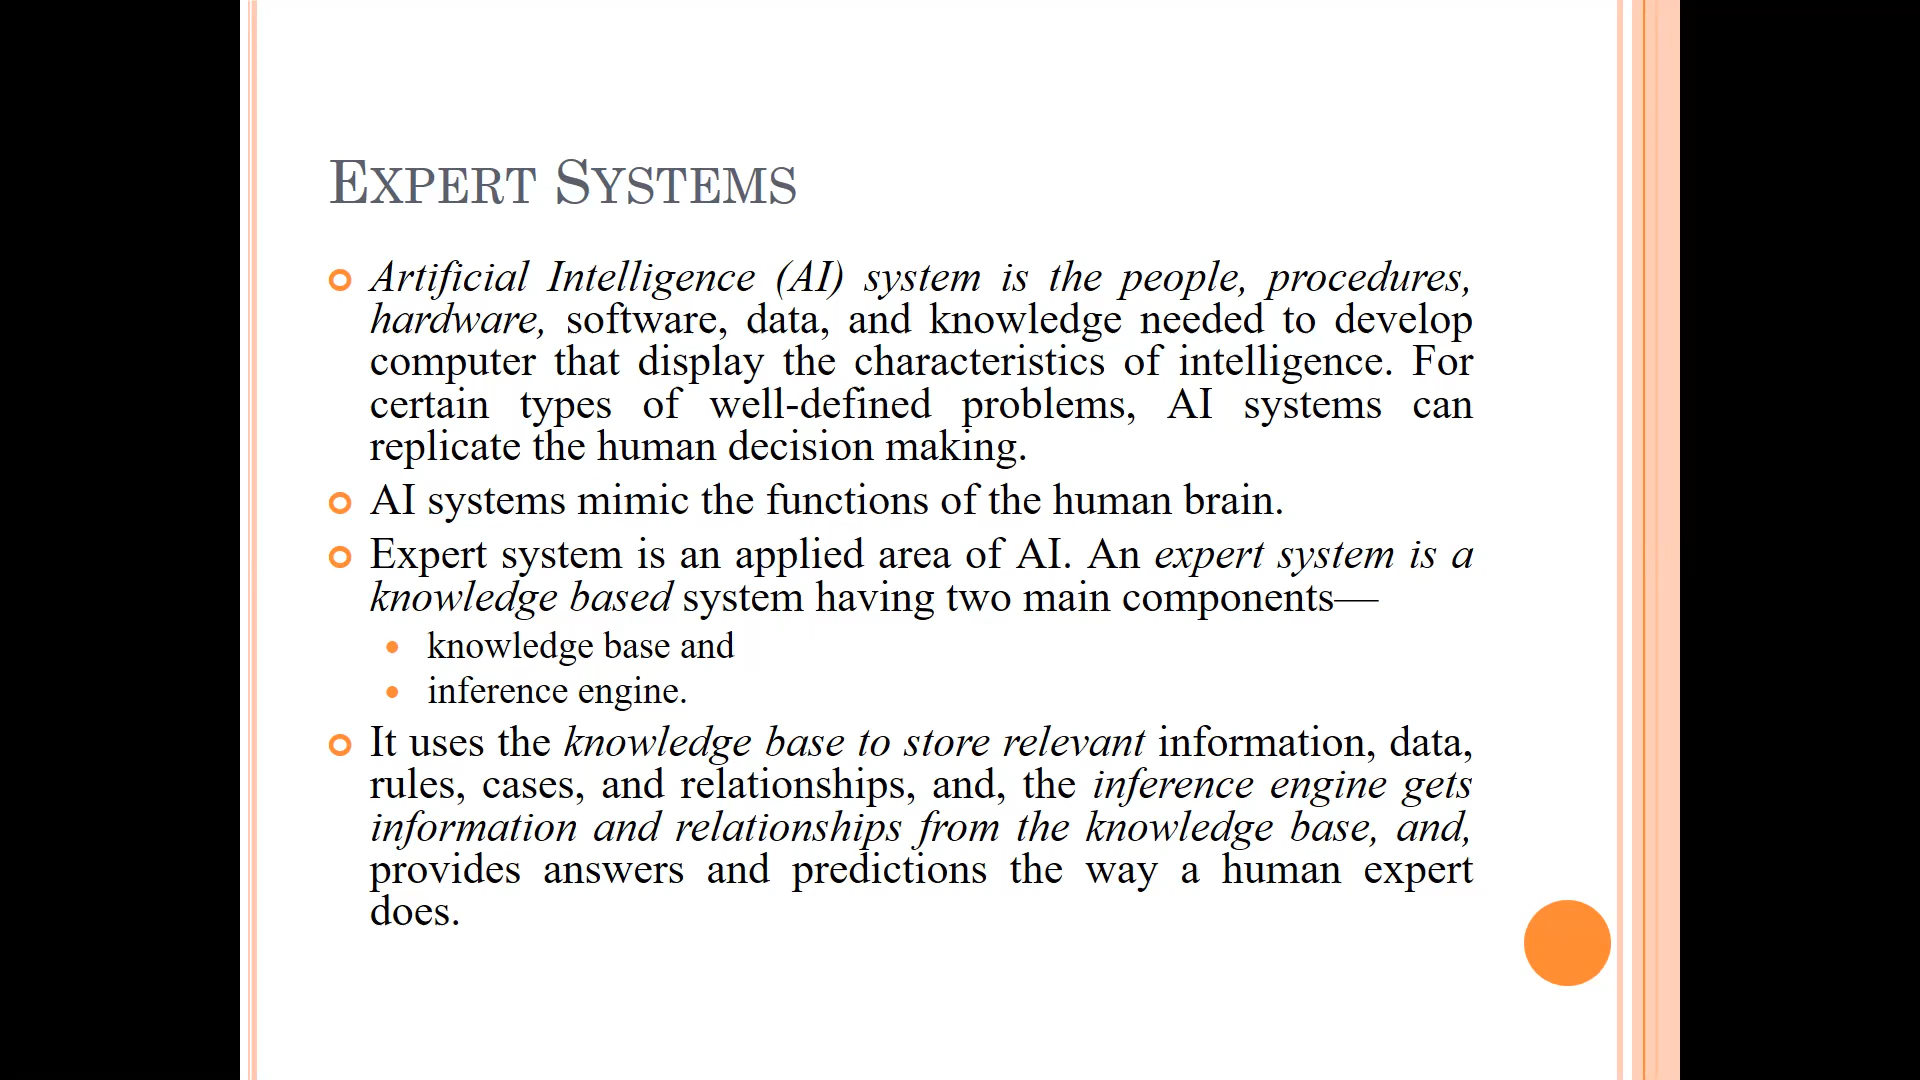 EXPERT SYSTEMS
Artificial Intelligence (AI) system is the people, procedures,
hardware, software, data, and knowledge needed to develop
computer that display the characteristics of intelligence. For
certain types of well-defined problems, AI systems can
replicate the human decision making.
AI systems mimic the functions of the human brain.
Expert system is an applied area of AI. An expert system is a
knowledge based system having two main components—
knowledge base and
inference engine.
It uses the knowledge base to store relevant information, data,
rules, cases, and relationships, and, the inference engine gets
information and relationships from the knowledge base, and,
provides answers and predictions the way a human expert
does.